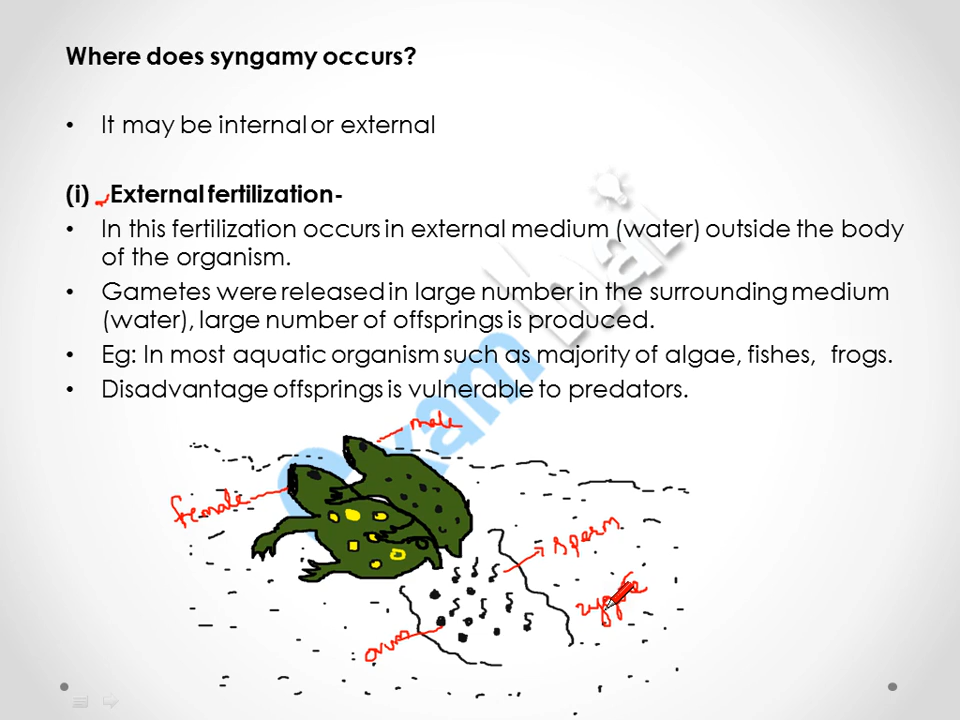 Where does syngamy occurs?
• It may be internal or external
(i) External fertilization-
• In this fertilization occurs in external medium (water) outside the body
of the organism.
• Gametes were released in large number in the surrounding medium
(water), large number of offsprings is produced.
• Eg: In most aquatic organism such as majority of algae, fishes, frogs.
• Disadvantage offsprings is vulnerable to predators.
male
female
sperm
ovum
Exam bhai